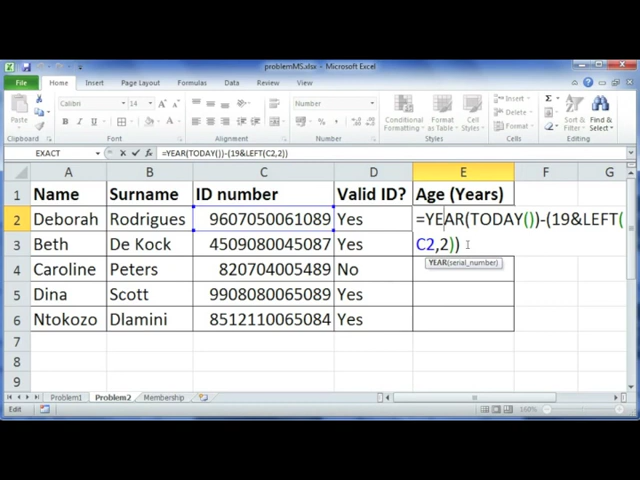 problemMS.xlsx - Microsoft Excel
File Home Insert Page Layout Formulas Data Review View
Paste Calibri 14 Number Conditional Formatting Format as Table Cell Styles Insert Delete Format Sort & Filter Find & Select
Clipboard Font Alignment Number Styles Cells Editing
EXACT =YEAR(TODAY())-(19&LEFT(C2,2))
A B C D E F G
1 Name Surname ID number Valid ID? Age (Years)
2 Deborah Rodrigues 9607050061089 Yes =YEAR(TODAY())-(19&LEFT(
3 Beth De Kock 4509080045087 Yes C2,2))
4 Caroline Peters 820704005489 No YEAR(serial_number)
5 Dina Scott 9908080065089 Yes
6 Ntokozo Dlamini 8512110065084 Yes
7
8
9
Problem1 Problem2 Membership
Edit 160%